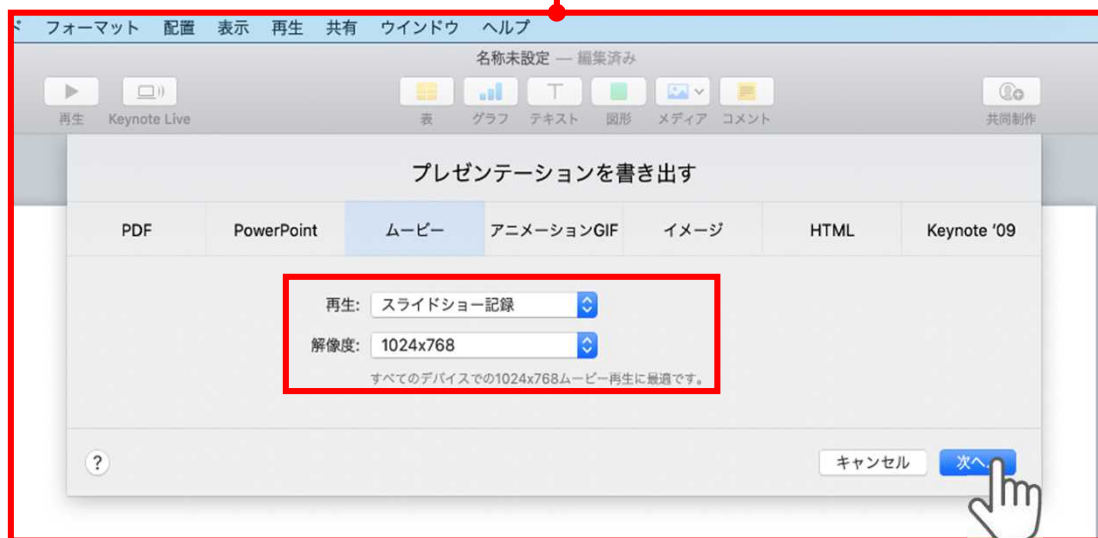 ド フォーマット 配置 表示 再生 共有 ウインドウ ヘルプ
名称未設定 — 編集済み
再生 Keynote Live 表 グラフ テキスト 図形 メディア コメント 共同制作
プレゼンテーションを書き出す
PDF PowerPoint ムービー アニメーションGIF イメージ HTML Keynote '09
再生: スライドショー記録
解像度: 1024x768
すべてのデバイスでの1024x768ムービー再生に最適です。
? キャンセル 次へ